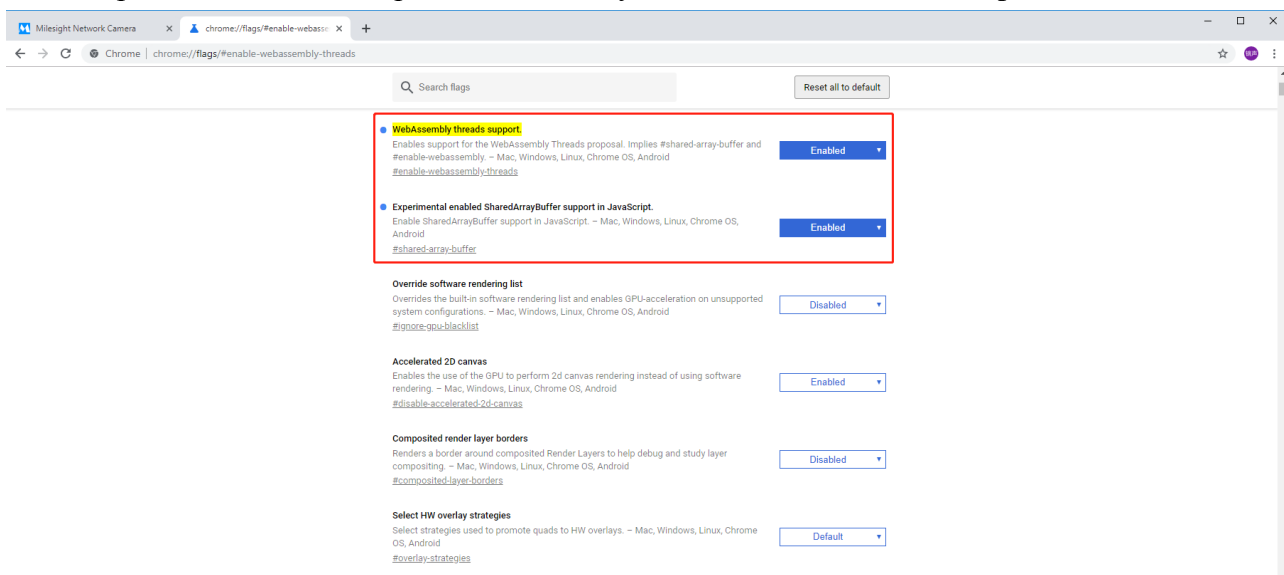 Milesight Network Camera
chrome://flags/#enable-webasse
Chrome | chrome://flags/#enable-webassembly-threads
Search flags
Reset all to default
WebAssembly threads support.
Enables support for the WebAssembly Threads proposal. Implies #shared-array-buffer and
#enable-webassembly. – Mac, Windows, Linux, Chrome OS, Android
#enable-webassembly-threads
Enabled
Experimental enabled SharedArrayBuffer support in JavaScript.
Enable SharedArrayBuffer support in JavaScript. – Mac, Windows, Linux, Chrome OS,
Android
#shared-array-buffer
Enabled
Override software rendering list
Overrides the built-in software rendering list and enables GPU-acceleration on unsupported
system configurations. – Mac, Windows, Linux, Chrome OS, Android
#ignore-gpu-blacklist
Disabled
Accelerated 2D canvas
Enables the use of the GPU to perform 2d canvas rendering instead of using software
rendering. – Mac, Windows, Linux, Chrome OS, Android
#disable-accelerated-2d-canvas
Enabled
Composited render layer borders
Renders a border around composited Render Layers to help debug and study layer
compositing. – Mac, Windows, Linux, Chrome OS, Android
#composited-layer-borders
Disabled
Select HW overlay strategies
Select strategies used to promote quads to HW overlays. – Mac, Windows, Linux, Chrome
OS, Android
#overlay-strategies
Default